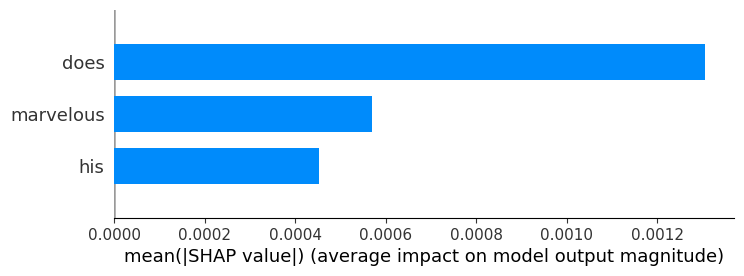 does
marvelous
his
0.0000 0.0002 0.0004 0.0006 0.0008 0.0010 0.0012
mean(|SHAP value|) (average impact on model output magnitude)